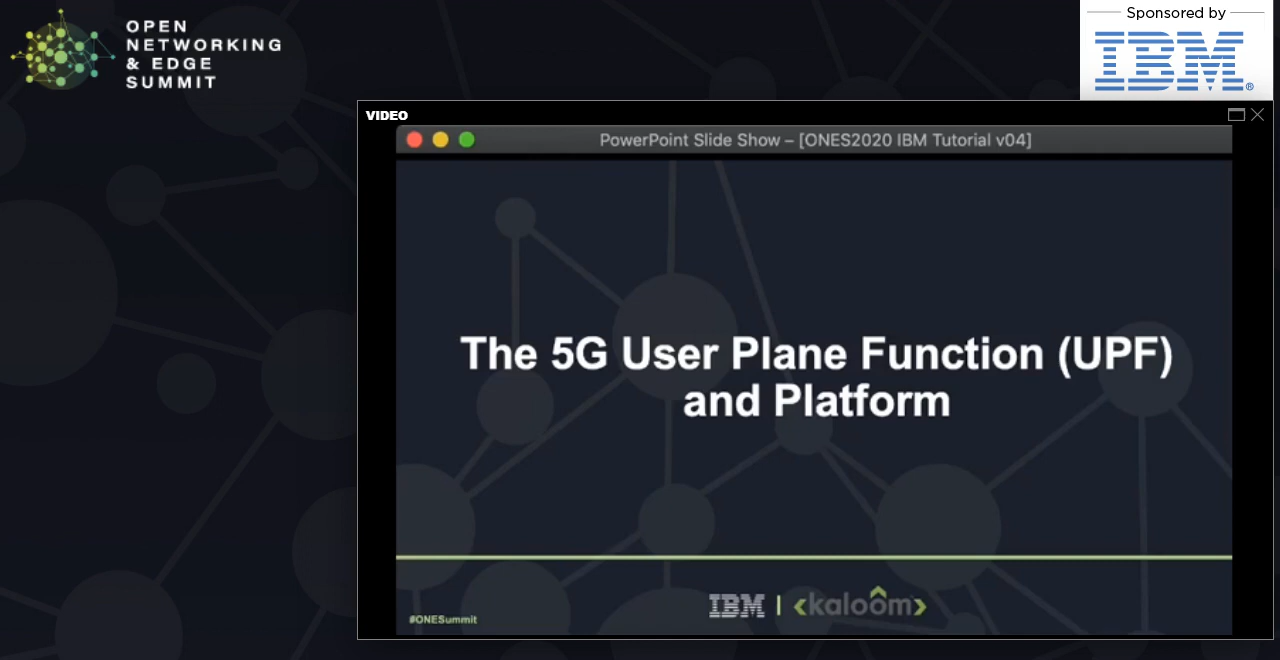 OPEN
NETWORKING
& EDGE
SUMMIT
Sponsored by
IBM®
VIDEO
PowerPoint Slide Show – [ONES2020 IBM Tutorial v04]
The 5G User Plane Function (UPF)
and Platform
#ONESummit
IBM | <kaloom>